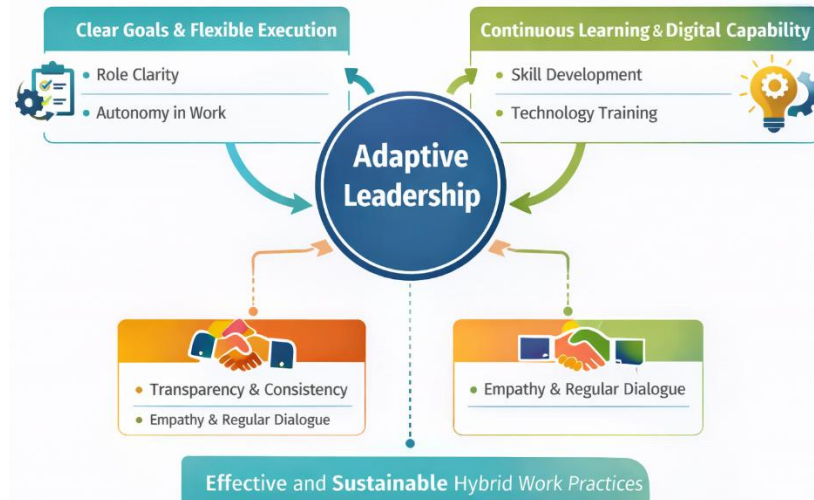 Clear Goals & Flexible Execution
Role Clarity
Autonomy in Work
Continuous Learning & Digital Capability
Skill Development
Technology Training
Adaptive
Leadership
Transparency & Consistency
Empathy & Regular Dialogue
Empathy & Regular Dialogue
Effective and Sustainable Hybrid Work Practices